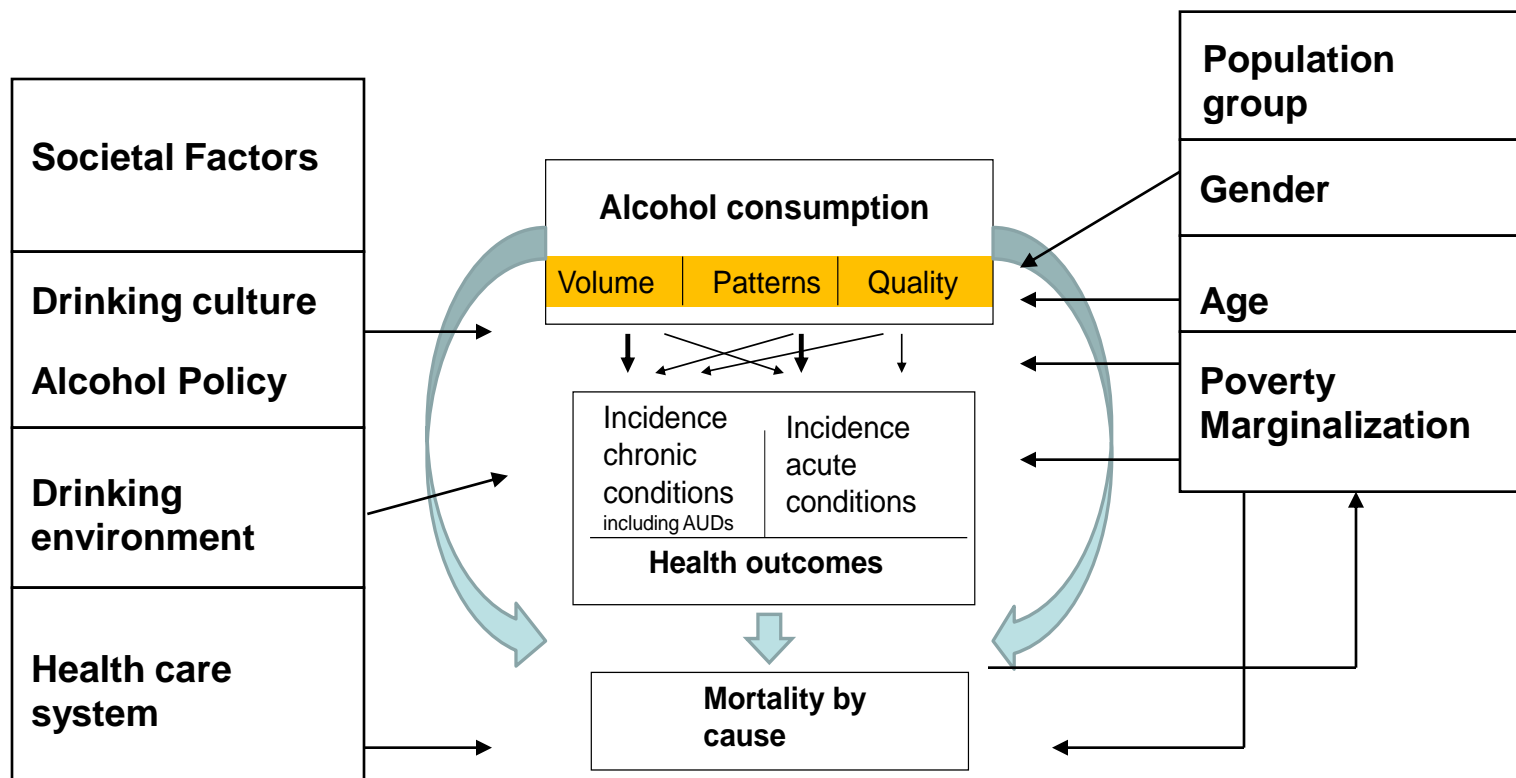 Societal Factors
Drinking culture
Alcohol Policy
Drinking
environment
Health care
system
Alcohol consumption
Volume Patterns Quality
Incidence
chronic
conditions
including AUDs
Incidence
acute
conditions
Health outcomes
Mortality by
cause
Population
group
Gender
Age
Poverty
Marginalization